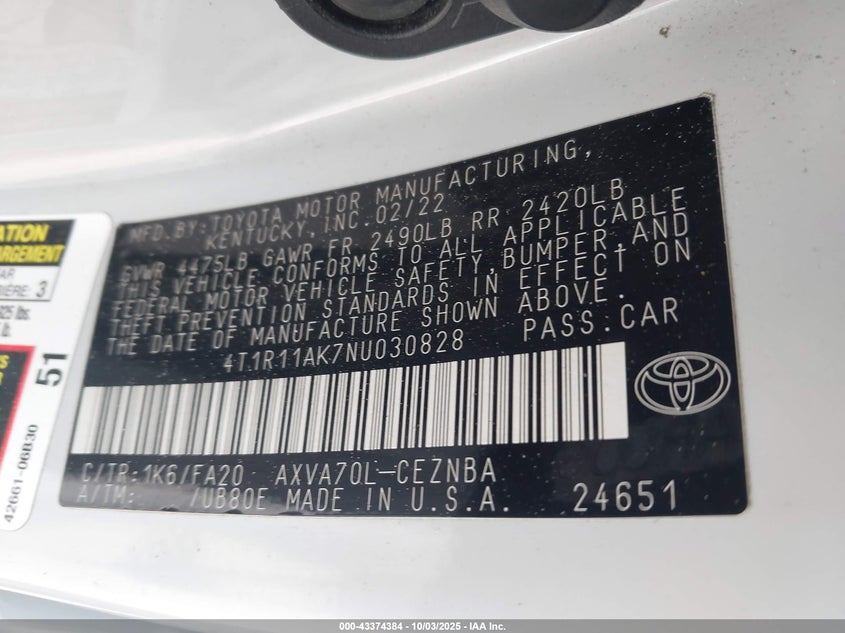 MFD.BY:TOYOTA MOTOR MANUFACTURING,
KENTUCKY,INC. 02/22
GVWR 4475LB GAWR FR 2490LB RR 2420LB
THIS VEHICLE CONFORMS TO ALL APPLICABLE
FEDERAL MOTOR VEHICLE SAFETY,BUMPER,AND
THEFT PREVENTION STANDARDS IN EFFECT ON
THE DATE OF MANUFACTURE SHOWN ABOVE.
4T1R11AK7NU030828 PASS.CAR
C/TR:1K6/FA20 AXVA70L-CEZNBA
A/TM: /UB80E MADE IN U.S.A. 24651
3
lb.
51
42661-06B30
000-43374384 - 10/03/2025 - IAA Inc.